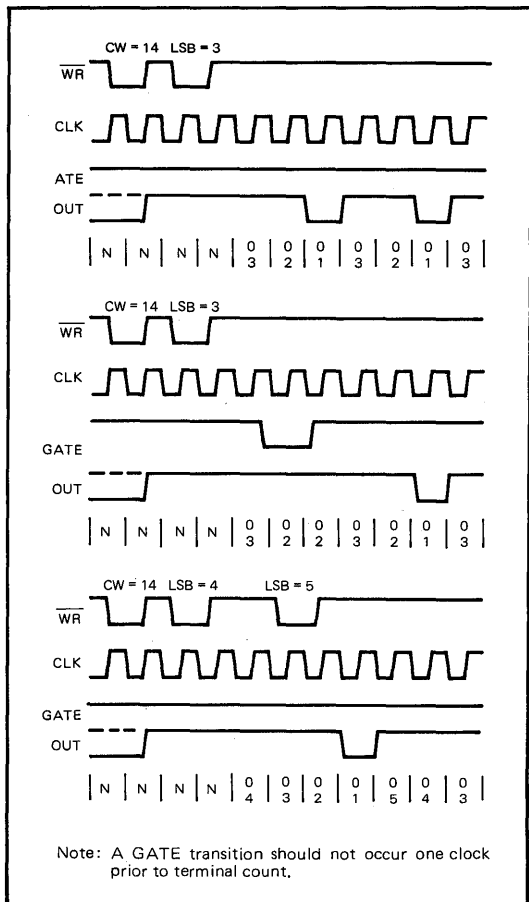 CW = 14 LSB = 3
WR
CLK
ATE
OUT
N N N N 0 0 0 0 0 0 0
3 2 1 3 2 1 3
CW = 14 LSB = 3
WR
CLK
GATE
OUT
N N N N 0 0 0 0 0 0 0
3 2 2 3 2 1 3
CW = 14 LSB = 4 LSB = 5
WR
CLK
GATE
OUT
N N N N 0 0 0 0 0 0 0
4 3 2 1 5 4 3
Note: A GATE transition should not occur one clock
prior to terminal count.